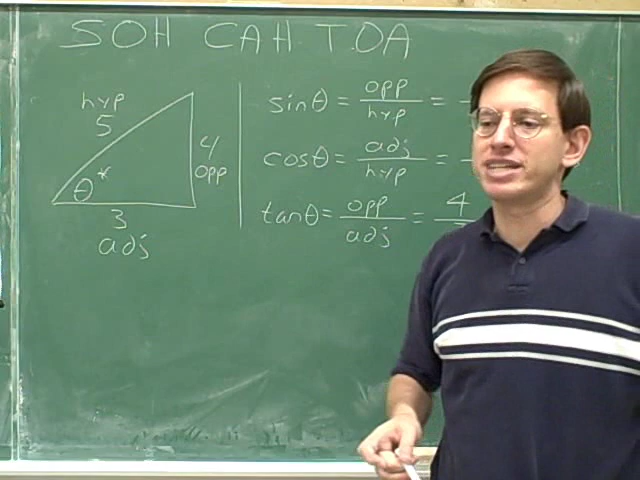 SOH CAH TOA
hyp
5
4
opp
θ*
3
adj
sinθ = opp/hyp =
cosθ = adj/hyp =
tanθ = opp/adj = 4